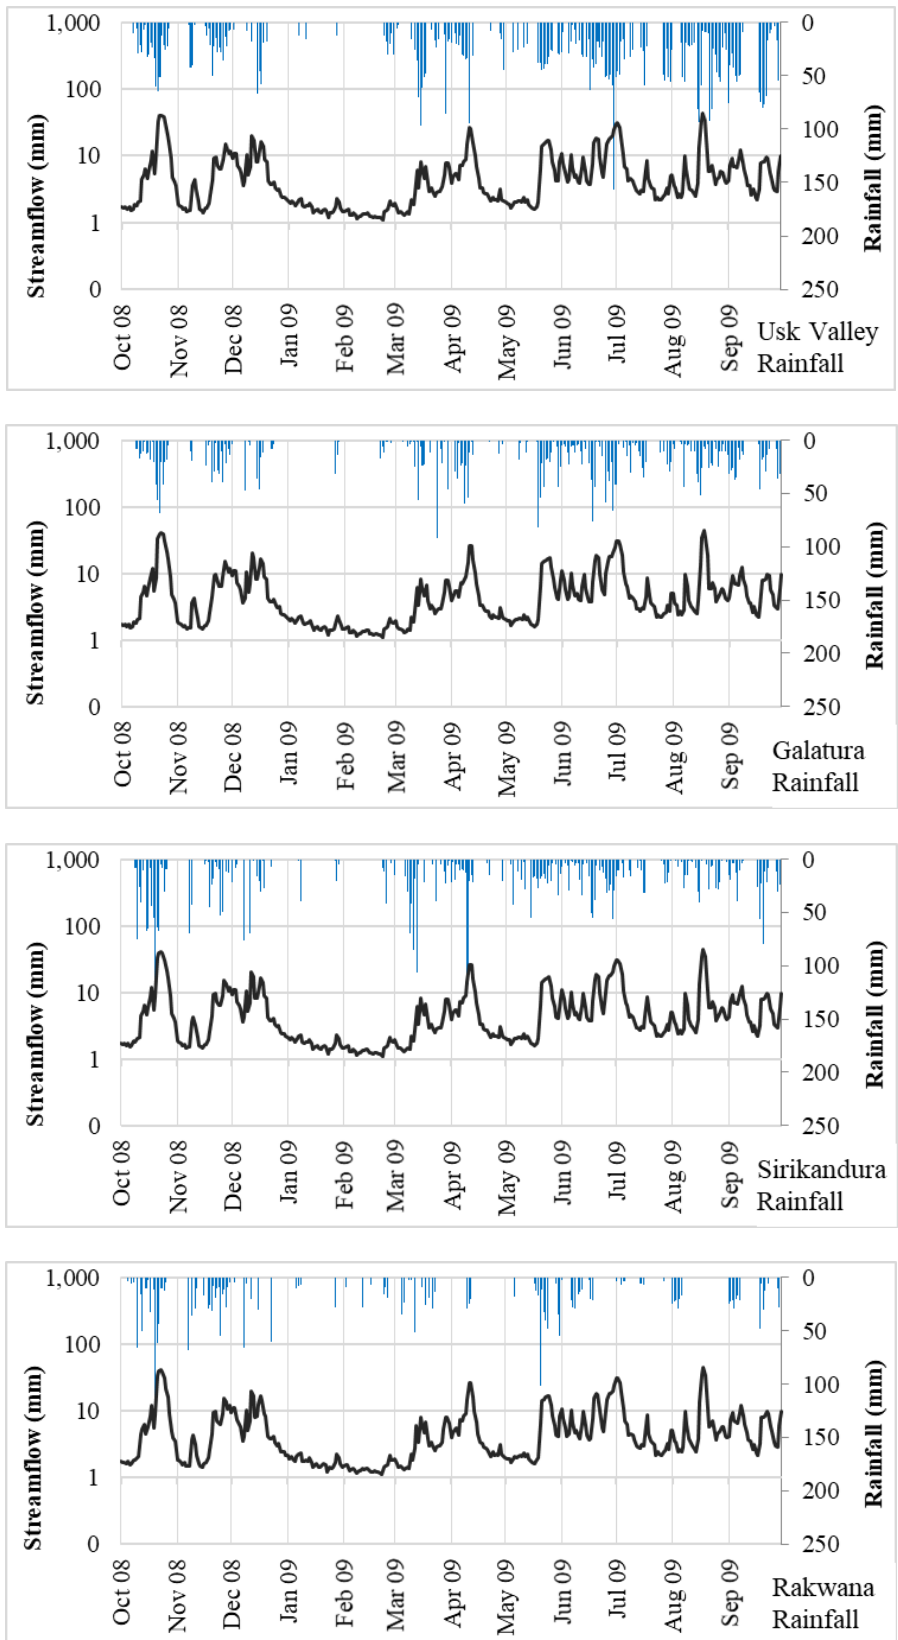 1,000
100
10
1
0
Streamflow (mm)
0
50
100
150
200
250
Rainfall (mm)
Oct 08
Nov 08
Dec 08
Jan 09
Feb 09
Mar 09
Apr 09
May 09
Jun 09
Jul 09
Aug 09
Sep 09
Usk Valley
Rainfall
1,000
100
10
1
0
Streamflow (mm)
0
50
100
150
200
250
Rainfall (mm)
Oct 08
Nov 08
Dec 08
Jan 09
Feb 09
Mar 09
Apr 09
May 09
Jun 09
Jul 09
Aug 09
Sep 09
Galatura
Rainfall
1,000
100
10
1
0
Streamflow (mm)
0
50
100
150
200
250
Rainfall (mm)
Oct 08
Nov 08
Dec 08
Jan 09
Feb 09
Mar 09
Apr 09
May 09
Jun 09
Jul 09
Aug 09
Sep 09
Sirikandura
Rainfall
1,000
100
10
1
0
Streamflow (mm)
0
50
100
150
200
250
Rainfall (mm)
Oct 08
Nov 08
Dec 08
Jan 09
Feb 09
Mar 09
Apr 09
May 09
Jun 09
Jul 09
Aug 09
Sep 09
Rakwana
Rainfall